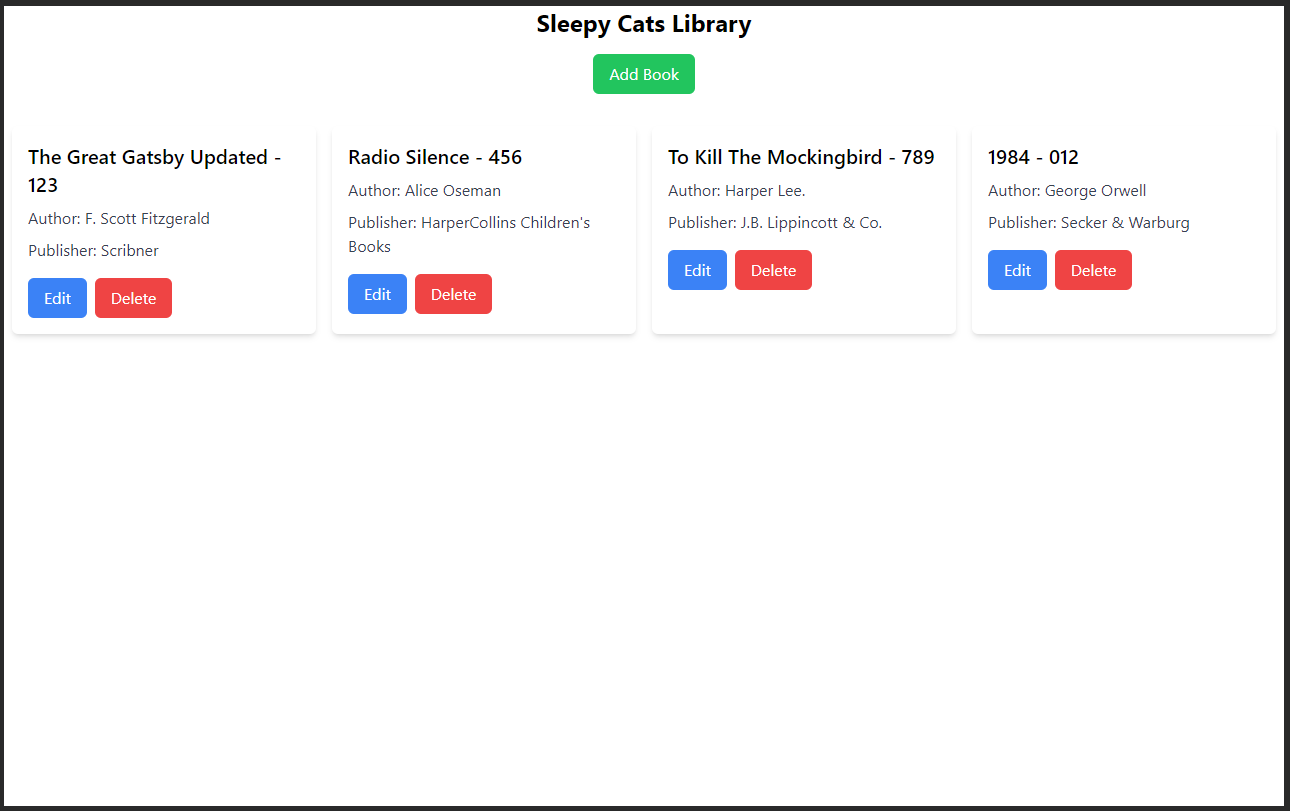 Sleepy Cats Library
Add Book
The Great Gatsby Updated -
123
Author: F. Scott Fitzgerald
Publisher: Scribner
Edit Delete
Radio Silence - 456
Author: Alice Oseman
Publisher: HarperCollins Children's
Books
Edit Delete
To Kill The Mockingbird - 789
Author: Harper Lee.
Publisher: J.B. Lippincott & Co.
Edit Delete
1984 - 012
Author: George Orwell
Publisher: Secker & Warburg
Edit Delete